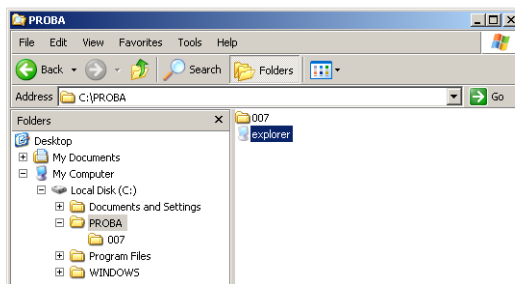 PROBA
File Edit View Favorites Tools Help
Back Search Folders
Address C:\PROBA Go
Folders x
Desktop
My Documents
My Computer
Local Disk (C:)
Documents and Settings
PROBA
007
Program Files
WINDOWS
007
explorer